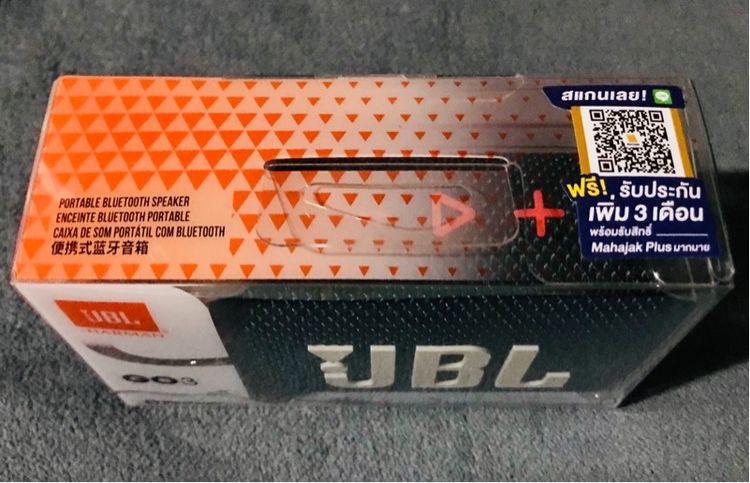 สแกนเลย!
ฟรี!, รับประกัน
เพิ่ม 3 เดือน
พร้อมรับสิทธิ์
Mahajak Plus มากมาย
PORTABLE BLUETOOTH SPEAKER
ENCEINTE BLUETOOTH PORTABLE
CAIXA DE SOM PORTÁTIL COM BLUETOOTH
便携式蓝牙音箱
JBL
HARMAN
GO3
JBL